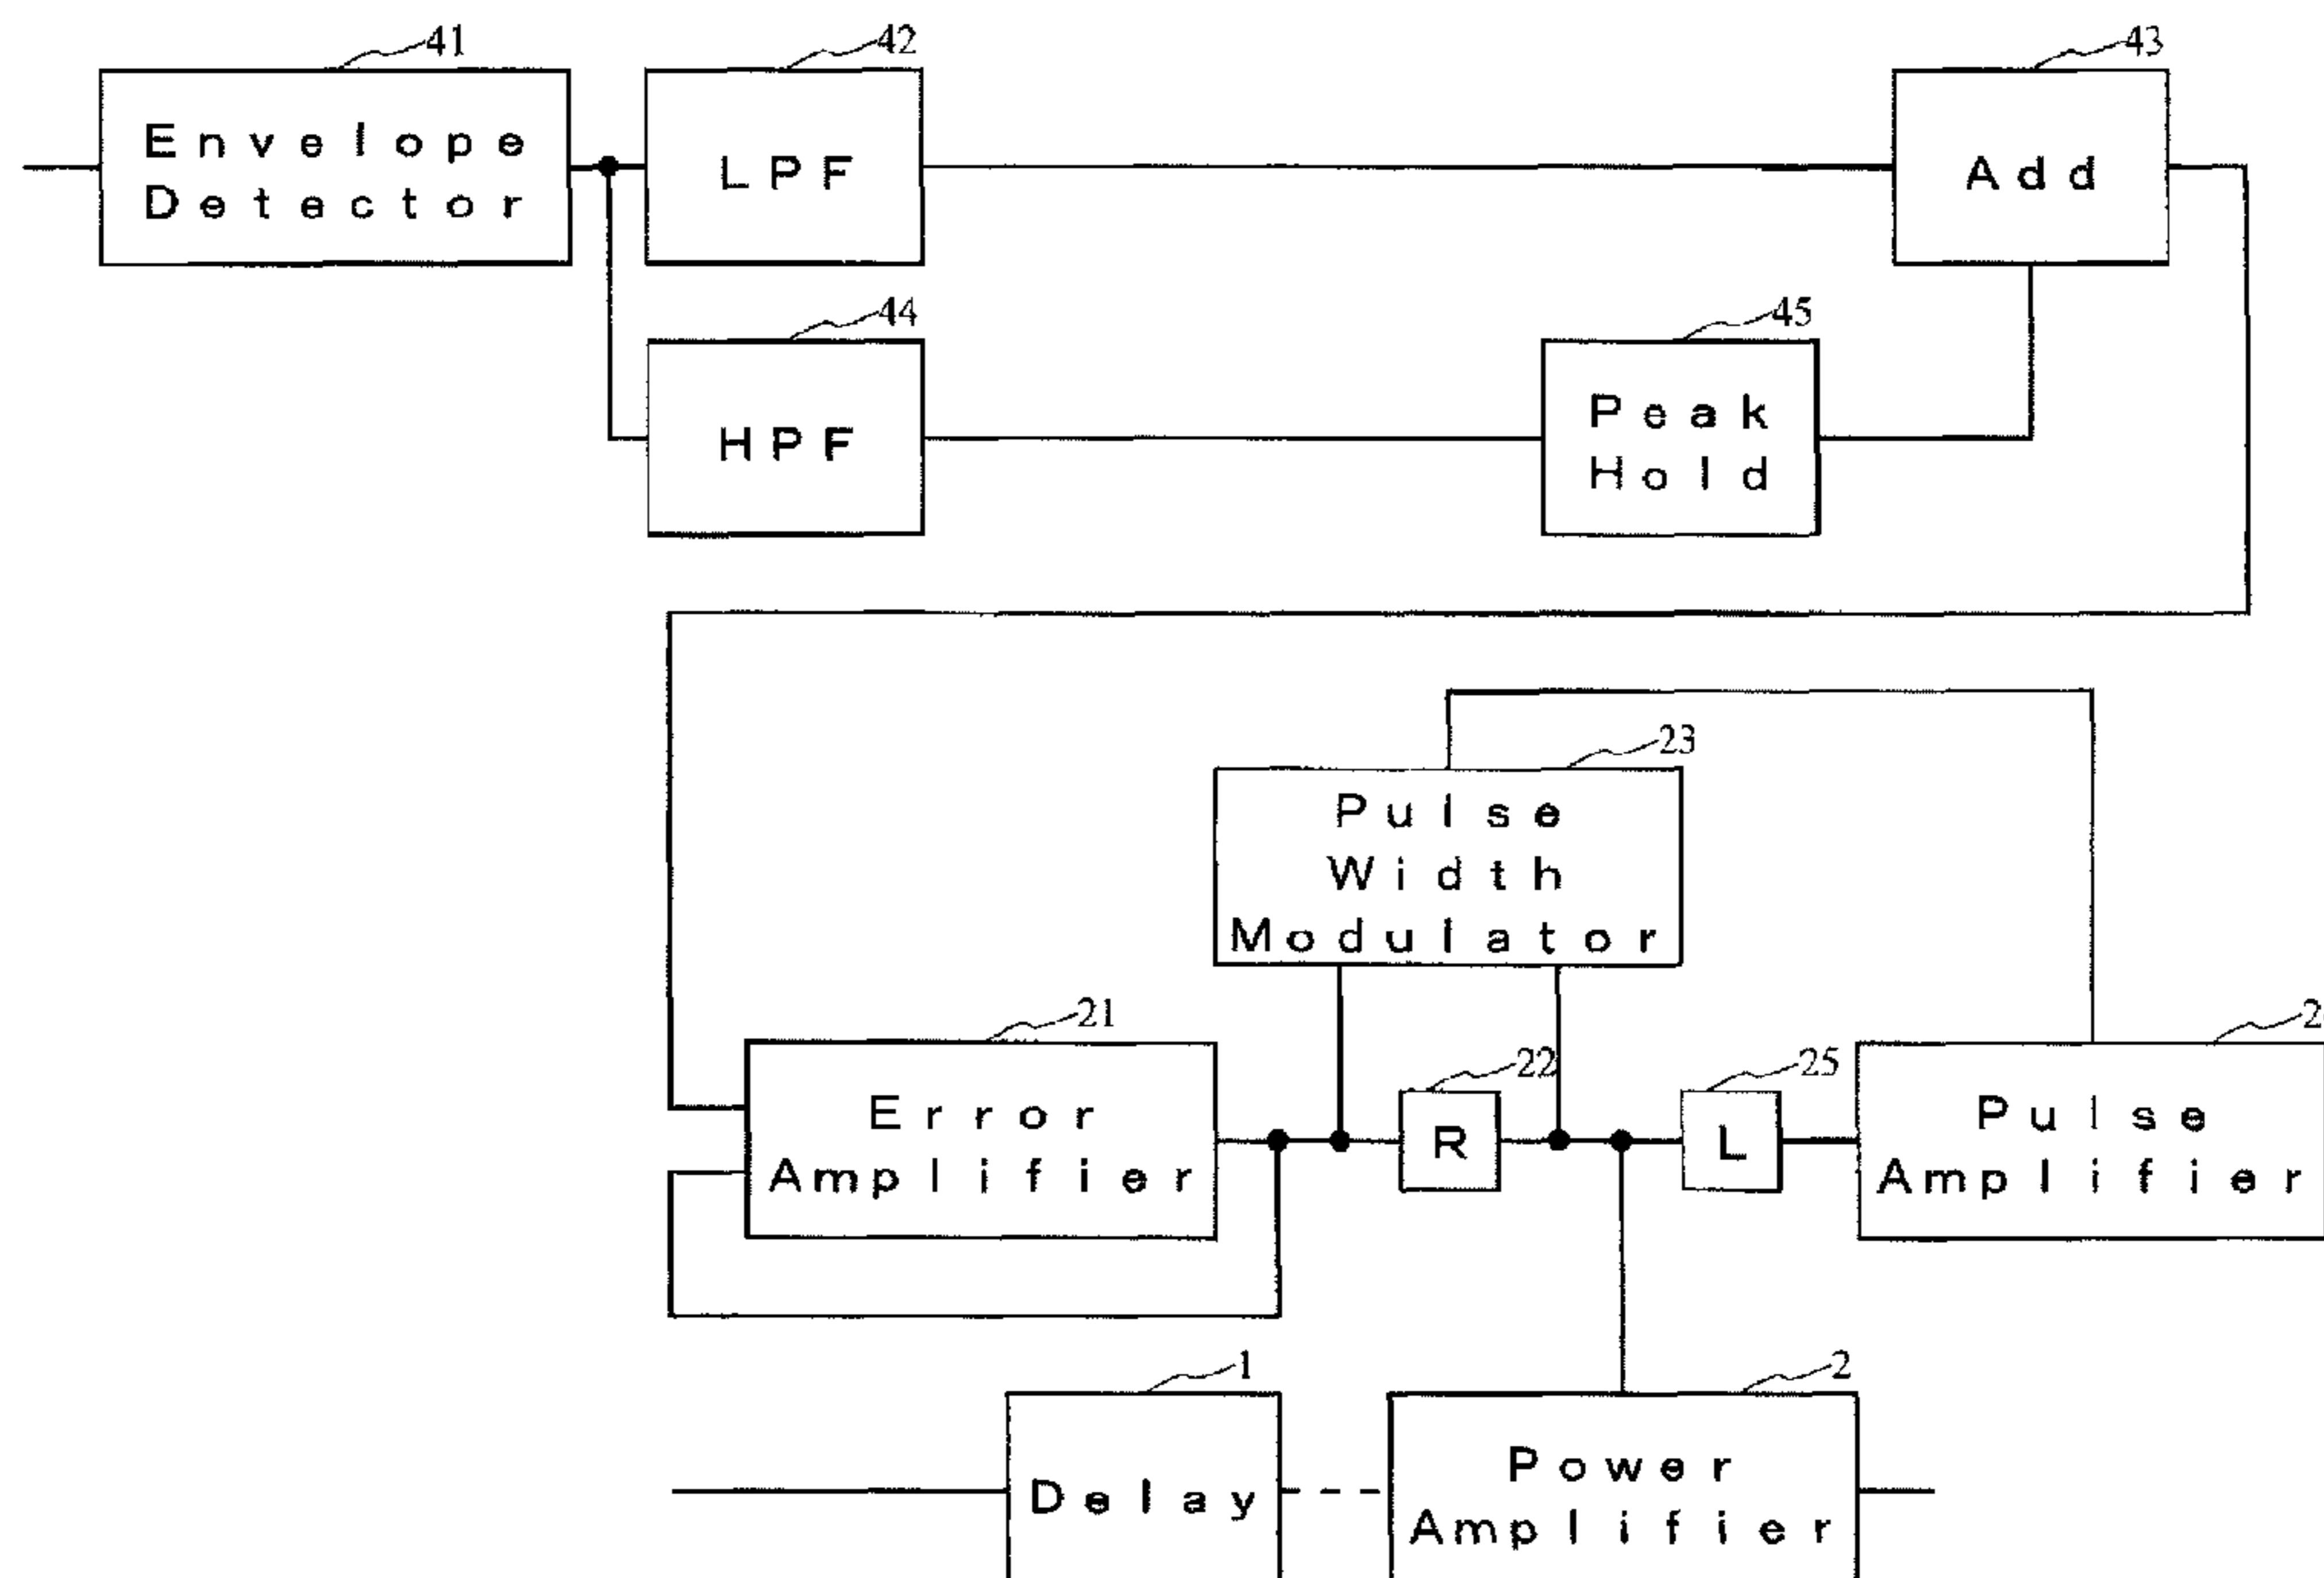 41
42
43
Envelope
Detector
LPF
Add
44
45
HPF
Peak
Hold
23
Pulse
Width
Modulator
21
22
25
2
Error
Amplifier
R
L
Pulse
Amplifier
1
2
Delay
Power
Amplifier